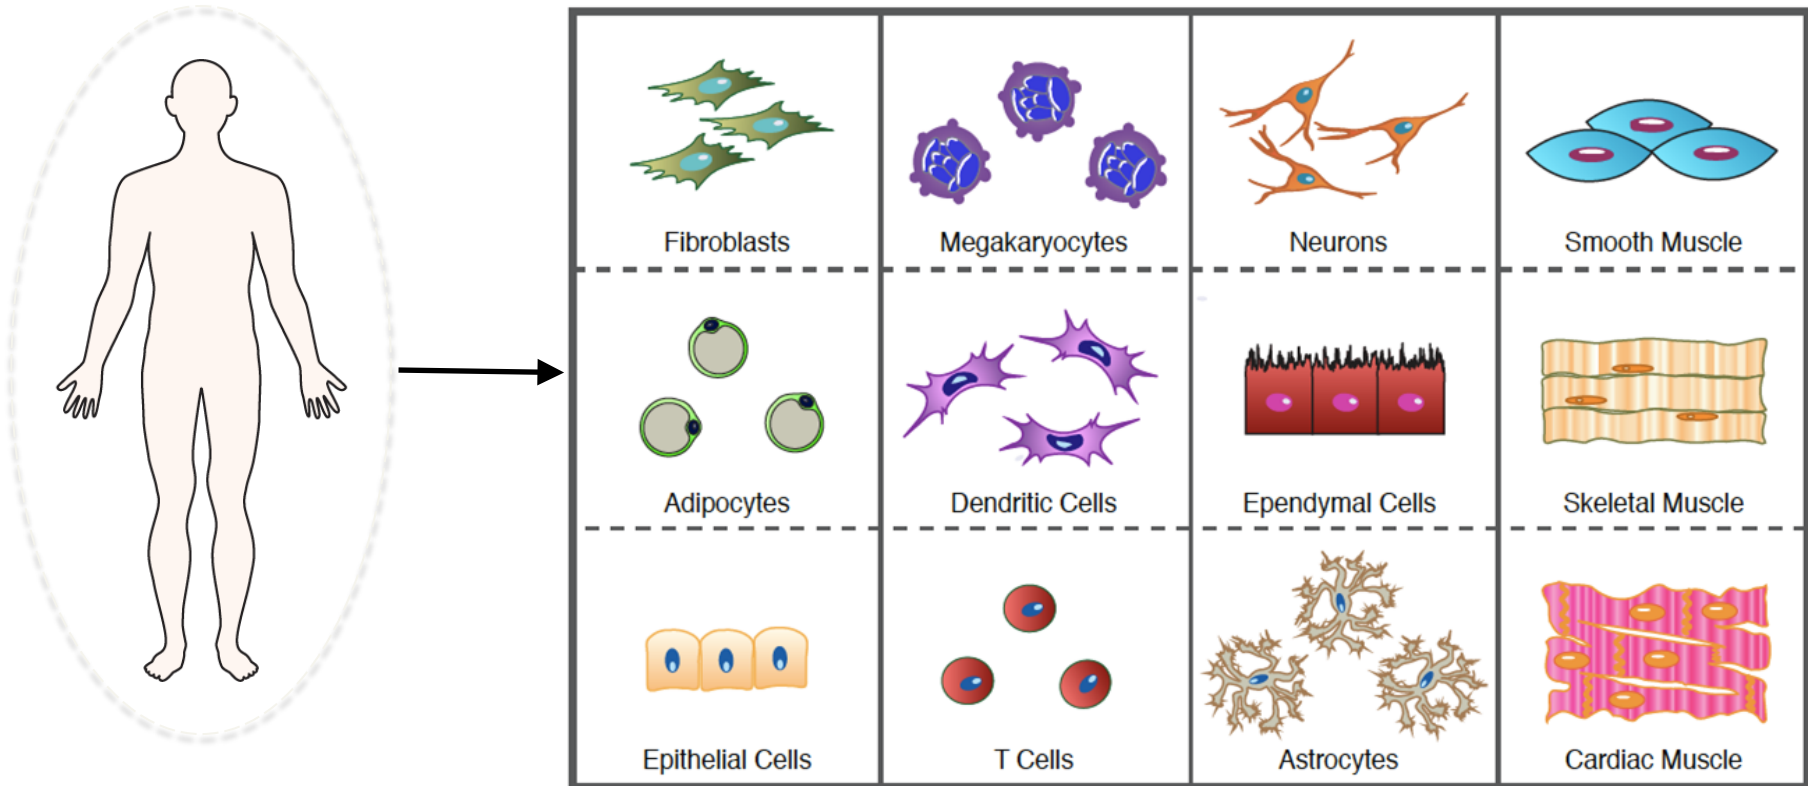 Fibroblasts
Megakaryocytes
Neurons
Smooth Muscle
Adipocytes
Dendritic Cells
Ependymal Cells
Skeletal Muscle
Epithelial Cells
T Cells
Astrocytes
Cardiac Muscle